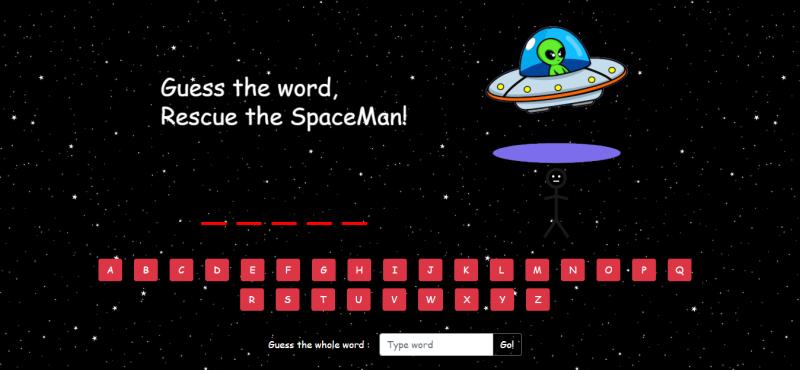 Guess the word,
Rescue the SpaceMan!
A B C D E F G H I J K L M N O P Q
R S T U V W X Y Z
Guess the whole word : Type word Go!